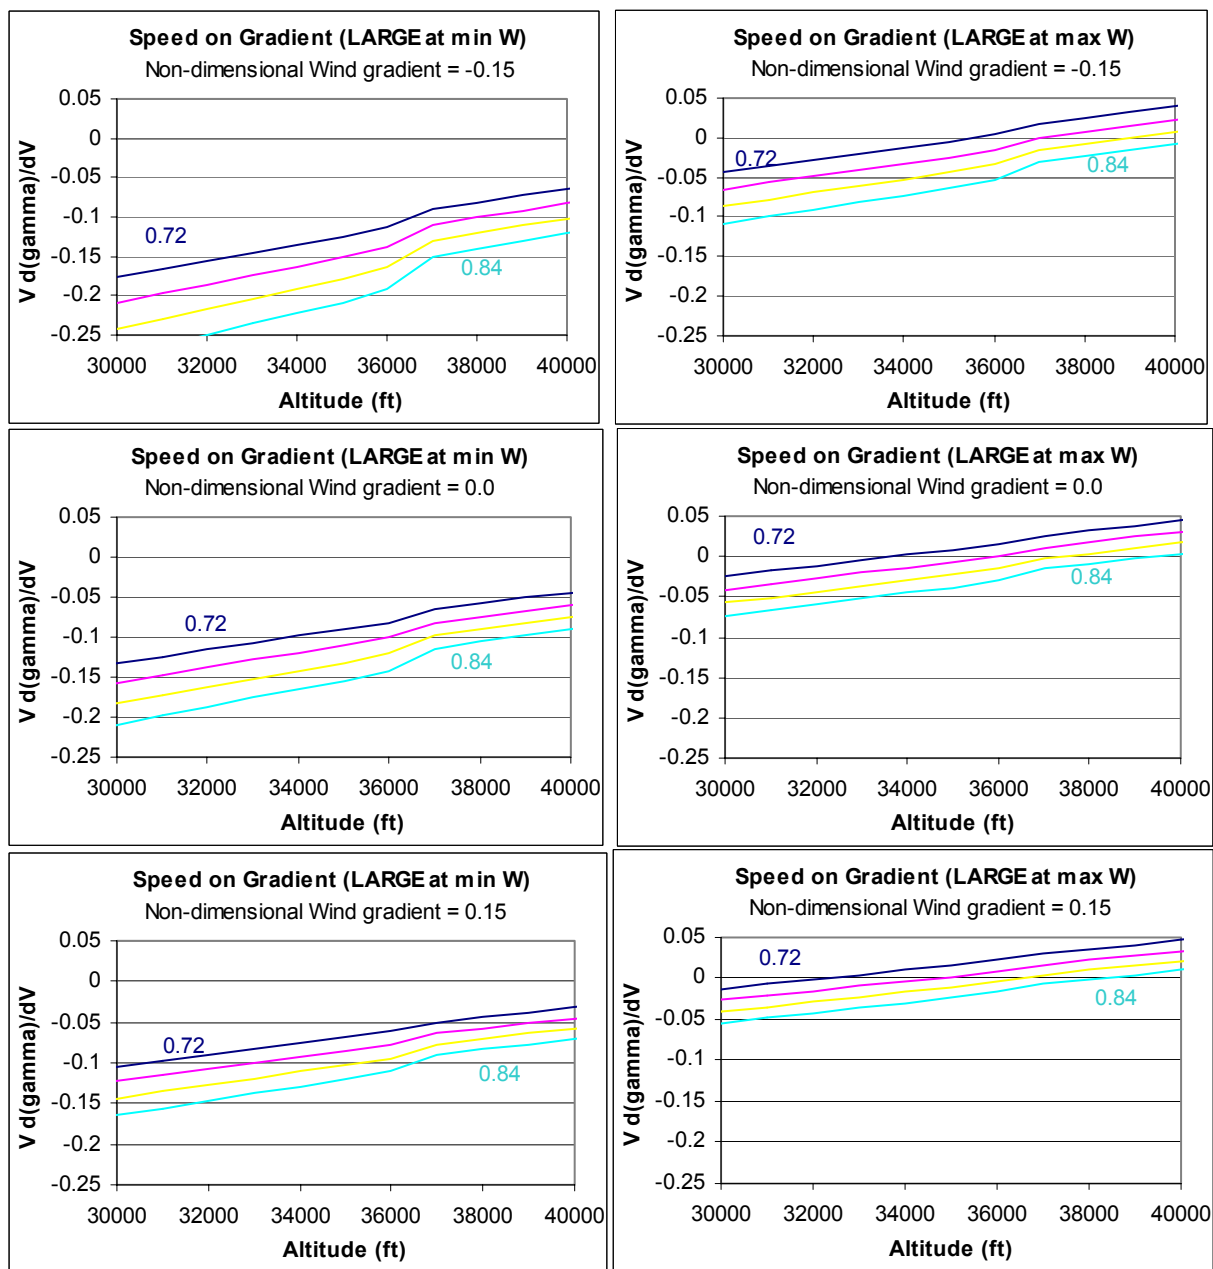 Speed on Gradient (LARGE at min W)
Non-dimensional Wind gradient = -0.15
0.05
0
-0.05
-0.1
-0.15
-0.2
-0.25
V d(gamma)/dV
0.72
0.84
30000 32000 34000 36000 38000 40000
Altitude (ft)
Speed on Gradient (LARGE at max W)
Non-dimensional Wind gradient = -0.15
0.05
0
-0.05
-0.1
-0.15
-0.2
-0.25
V d(gamma)/dV
0.72
0.84
30000 32000 34000 36000 38000 40000
Altitude (ft)
Speed on Gradient (LARGE at min W)
Non-dimensional Wind gradient = 0.0
0.05
0
-0.05
-0.1
-0.15
-0.2
-0.25
V d(gamma)/dV
0.72
0.84
30000 32000 34000 36000 38000 40000
Altitude (ft)
Speed on Gradient (LARGE at max W)
Non-dimensional Wind gradient = 0.0
0.05
0
-0.05
-0.1
-0.15
-0.2
-0.25
V d(gamma)/dV
0.72
0.84
30000 32000 34000 36000 38000 40000
Altitude (ft)
Speed on Gradient (LARGE at min W)
Non-dimensional Wind gradient = 0.15
0.05
0
-0.05
-0.1
-0.15
-0.2
-0.25
V d(gamma)/dV
0.72
0.84
30000 32000 34000 36000 38000 40000
Altitude (ft)
Speed on Gradient (LARGE at max W)
Non-dimensional Wind gradient = 0.15
0.05
0
-0.05
-0.1
-0.15
-0.2
-0.25
V d(gamma)/dV
0.72
0.84
30000 32000 34000 36000 38000 40000
Altitude (ft)